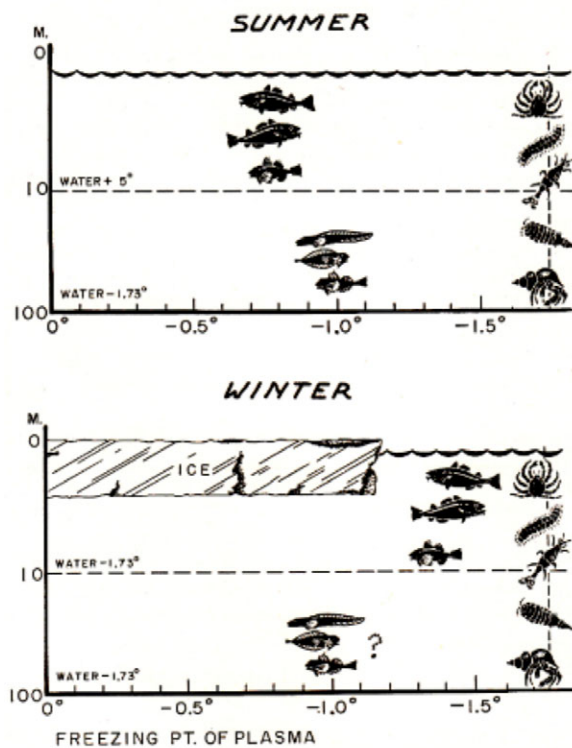 SUMMER
M.
0
WATER + 5°
10
WATER -1.73°
100
0° -0.5° -1.0° -1.5°
WINTER
M.
0
ICE
WATER -1.73°
10
?
WATER -1.73°
100
0° -0.5° -1.0° -1.5°
FREEZING PT. OF PLASMA